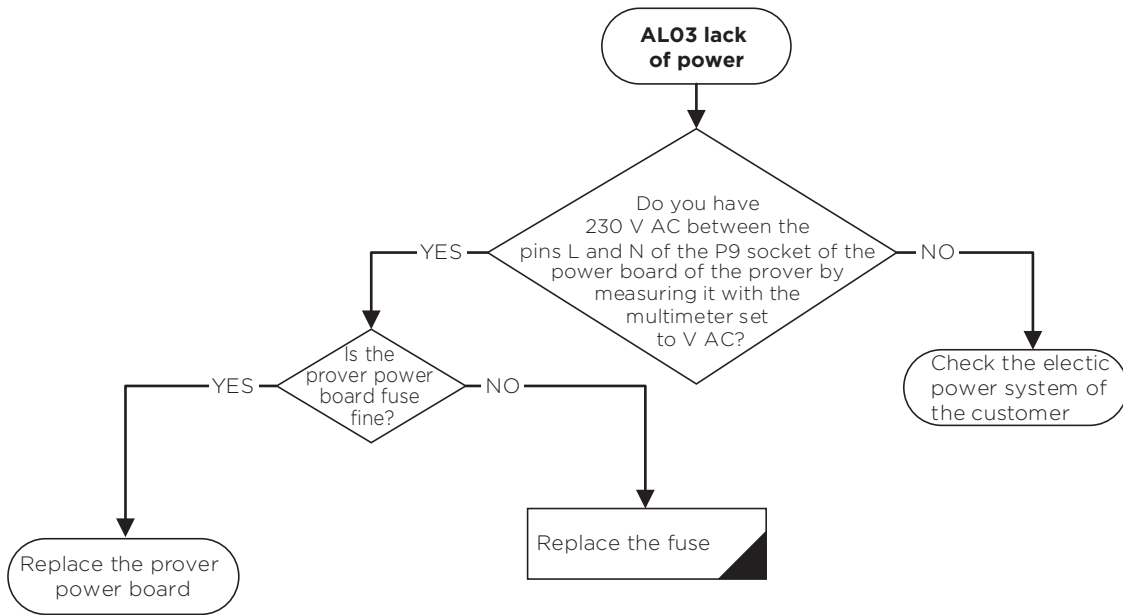 AL03 lack
of power
Do you have
230 V AC between the
pins L and N of the P9 socket of the
power board of the prover by
measuring it with the
multimeter set
to V AC?
YES
NO
Is the
prover power
board fuse
fine?
Check the electic
power system of
the customer
YES
NO
Replace the fuse
Replace the prover
power board